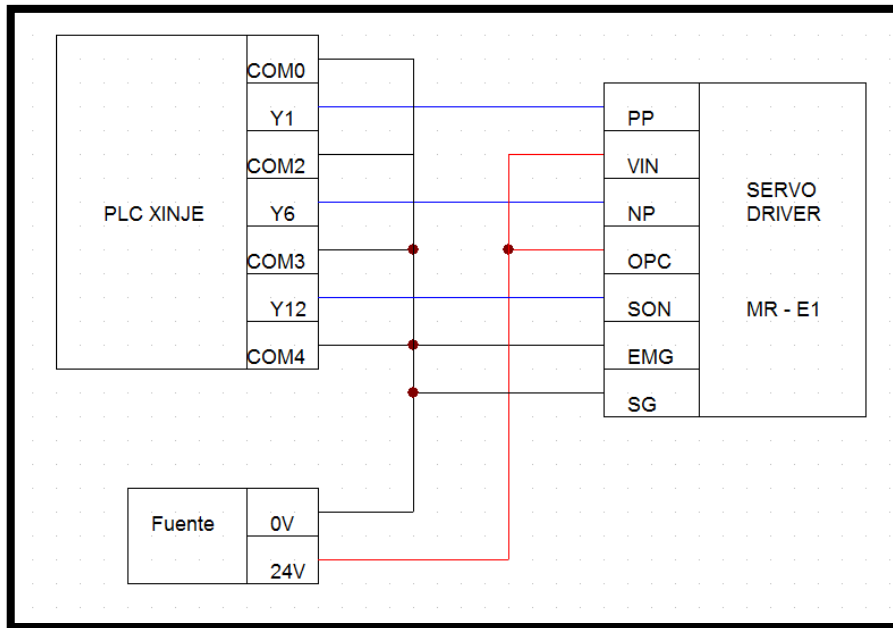 PLC XINJE
COM0
Y1
COM2
Y6
COM3
Y12
COM4
PP
VIN
NP
OPC
SON
EMG
SG
SERVO
DRIVER
MR - E1
Fuente
0V
24V